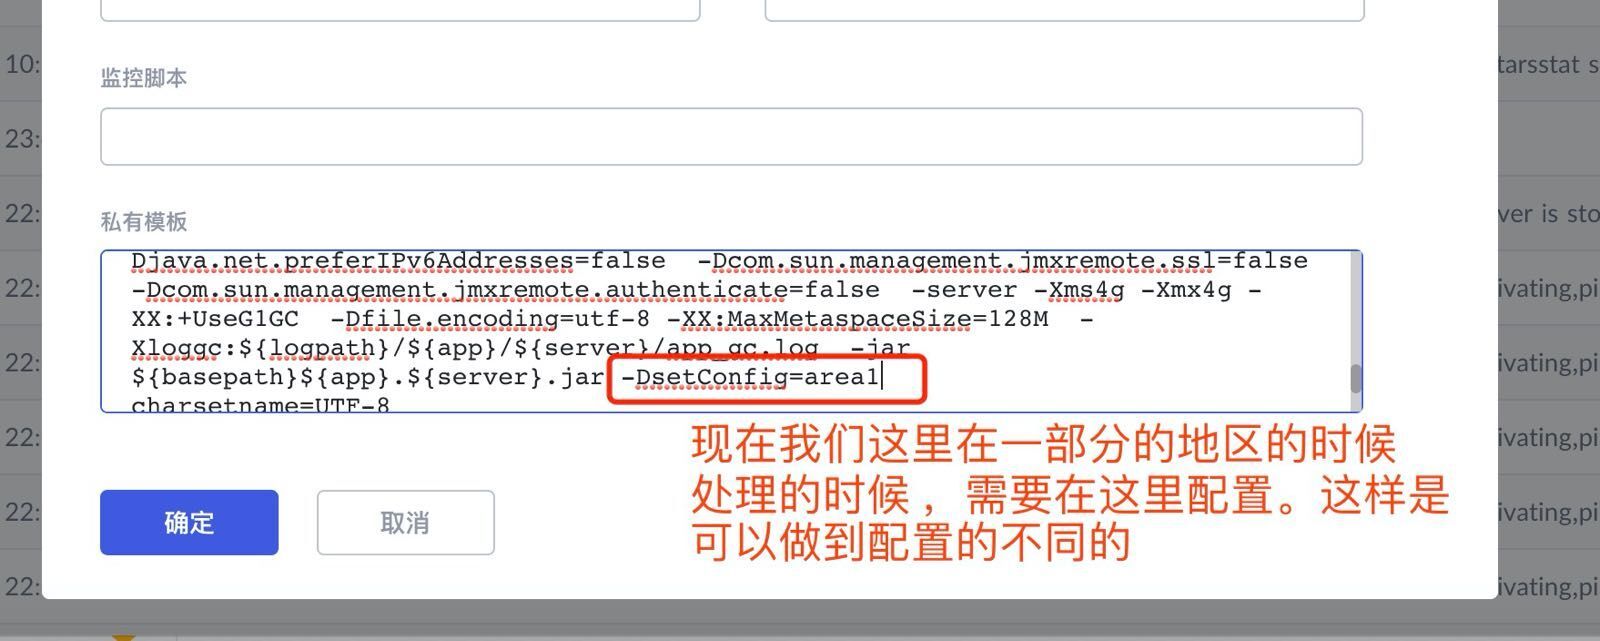 10:
tarsstat s
23:
22:
ver is sto
22:
ivating,pi
22:
ivating,pi
22:
ivating,pi
22:
ivating,pi
22:
ivating,pi
监控脚本
私有模板
Djava.net.preferIPv6Addresses=false  -Dcom.sun.management.jmxremote.ssl=false
-Dcom.sun.management.jmxremote.authenticate=false  -server -Xms4g -Xmx4g -
XX:+UseG1GC  -Dfile.encoding=utf-8 -XX:MaxMetaspaceSize=128M  -
Xloggc:${logpath}/${app}/${server}/app_gc.log  -jar
${basepath}${app}.${server}.jar -DsetConfig=area1
charsetname=UTF-8
现在我们这里在一部分的地区的时候
处理的时候，需要在这里配置。这样是
可以做到配置的不同的
确定
取消